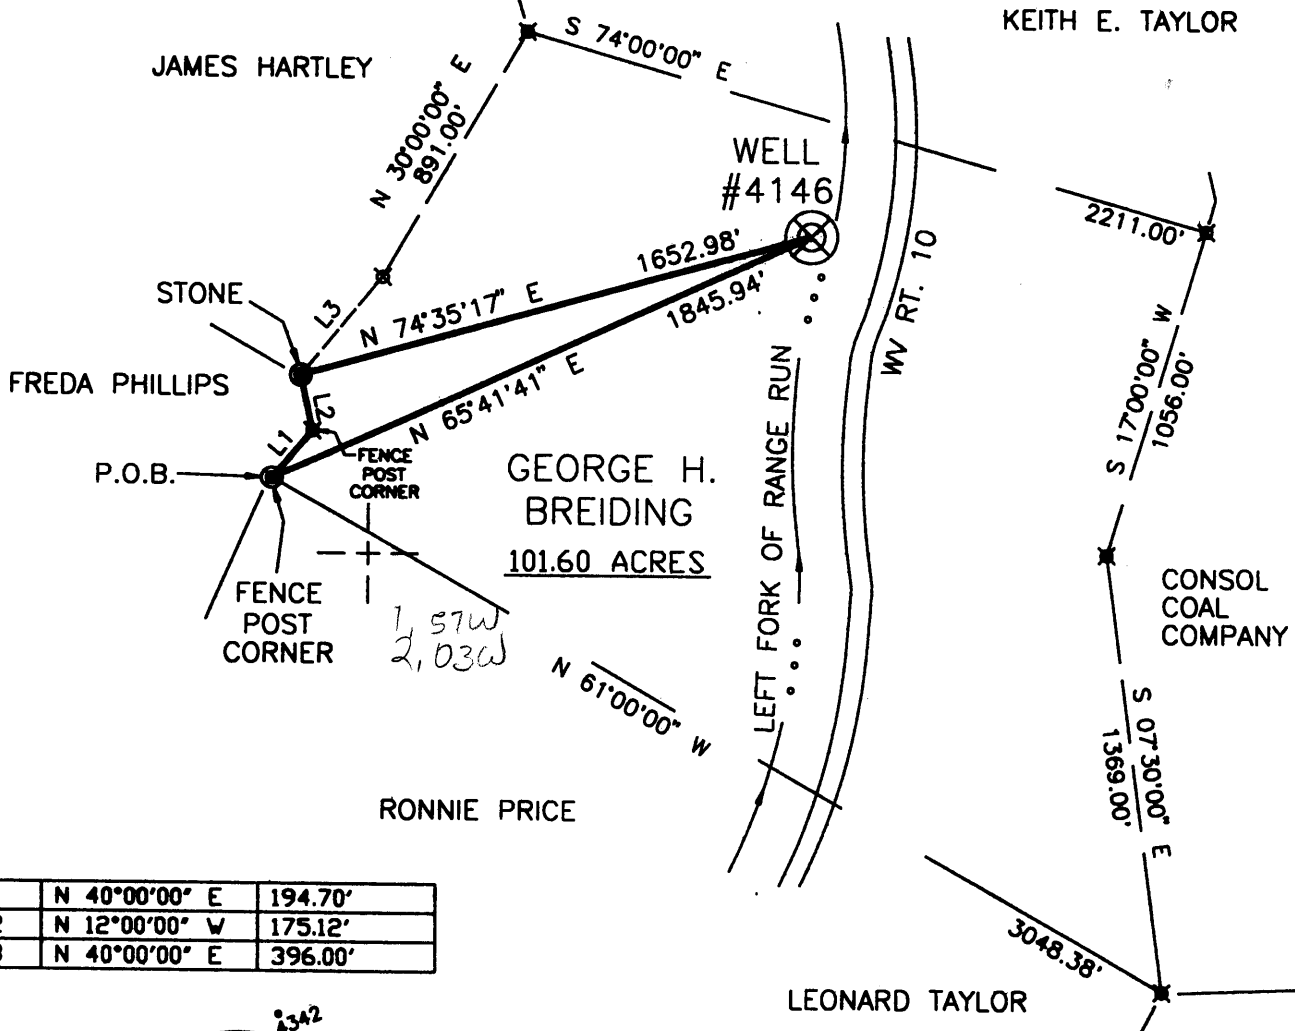 KEITH E. TAYLOR
S 74°00'00" E
JAMES HARTLEY
N 30°00'00" E
891.00'
WELL
#4146
2211.00'
1652.98'
N 74°35'17" E
1845.94'
N 65°41'41" E
WV RT. 10
STONE
L3
FREDA PHILLIPS
L2
L1
P.O.B.
FENCE
POST
CORNER
GEORGE H.
BREIDING
101.60 ACRES
LEFT FORK OF RANGE RUN
S 17°00'00" W
1056.00'
FENCE
POST
CORNER
1,57W
2,03W
CONSOL
COAL
COMPANY
N 61°00'00" W
S 07°30'00" E
1369.00'
RONNIE PRICE
N 40°00'00" E 194.70'
2 N 12°00'00" W 175.12'
3 N 40°00'00" E 396.00'
3048.38'
LEONARD TAYLOR
4342